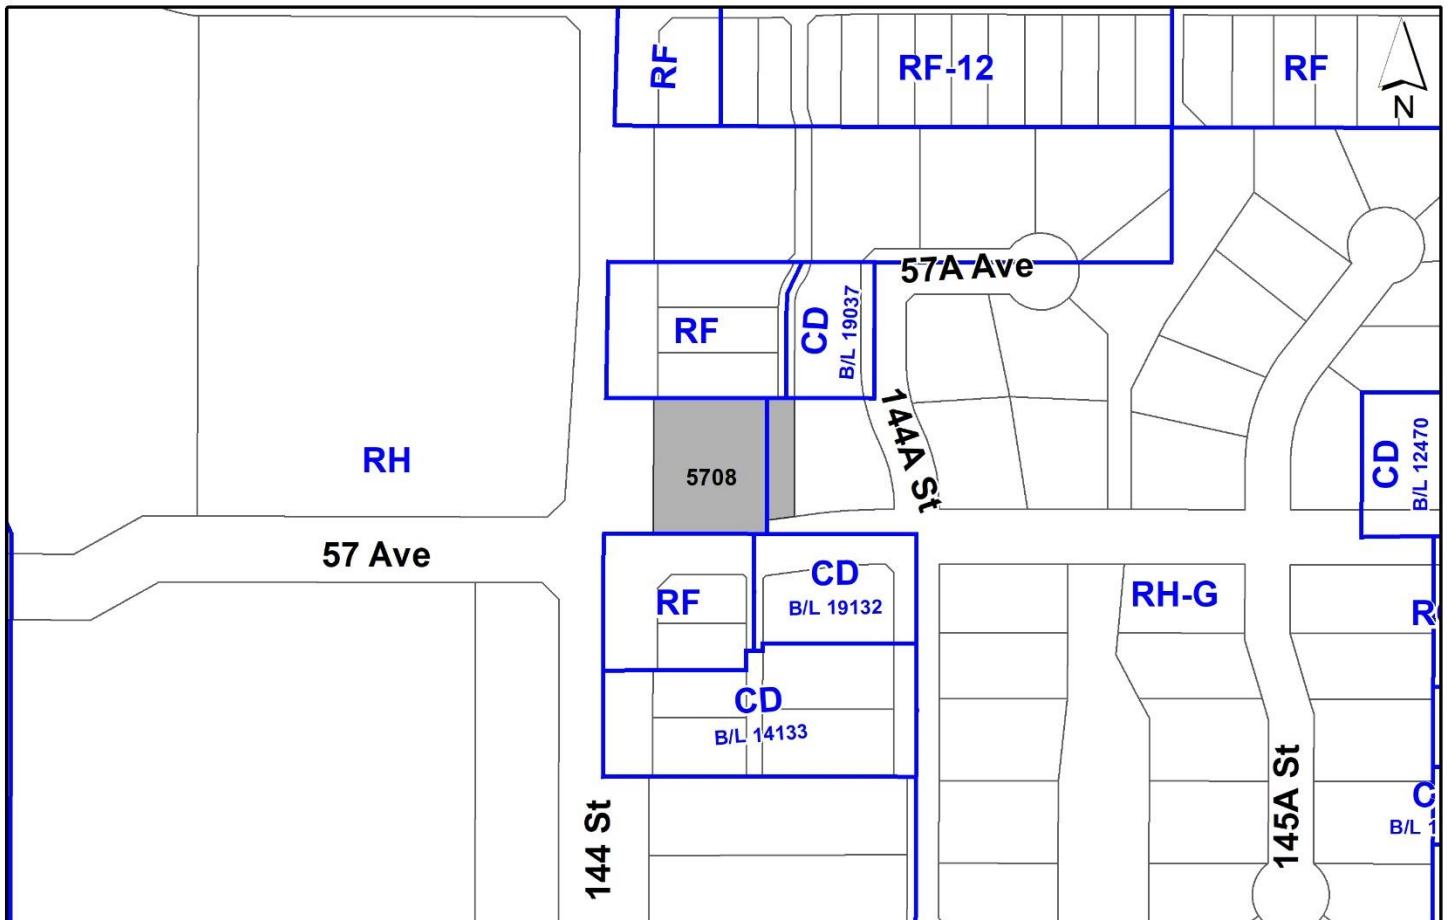 RF
RF-12
RF
N
57A Ave
RF
CD
B/L 19037
144A St
RH
5708
CD
B/L 12470
57 Ave
RF
CD
B/L 19132
RH-G
CD
B/L 14133
144 St
145A St
B/L 1